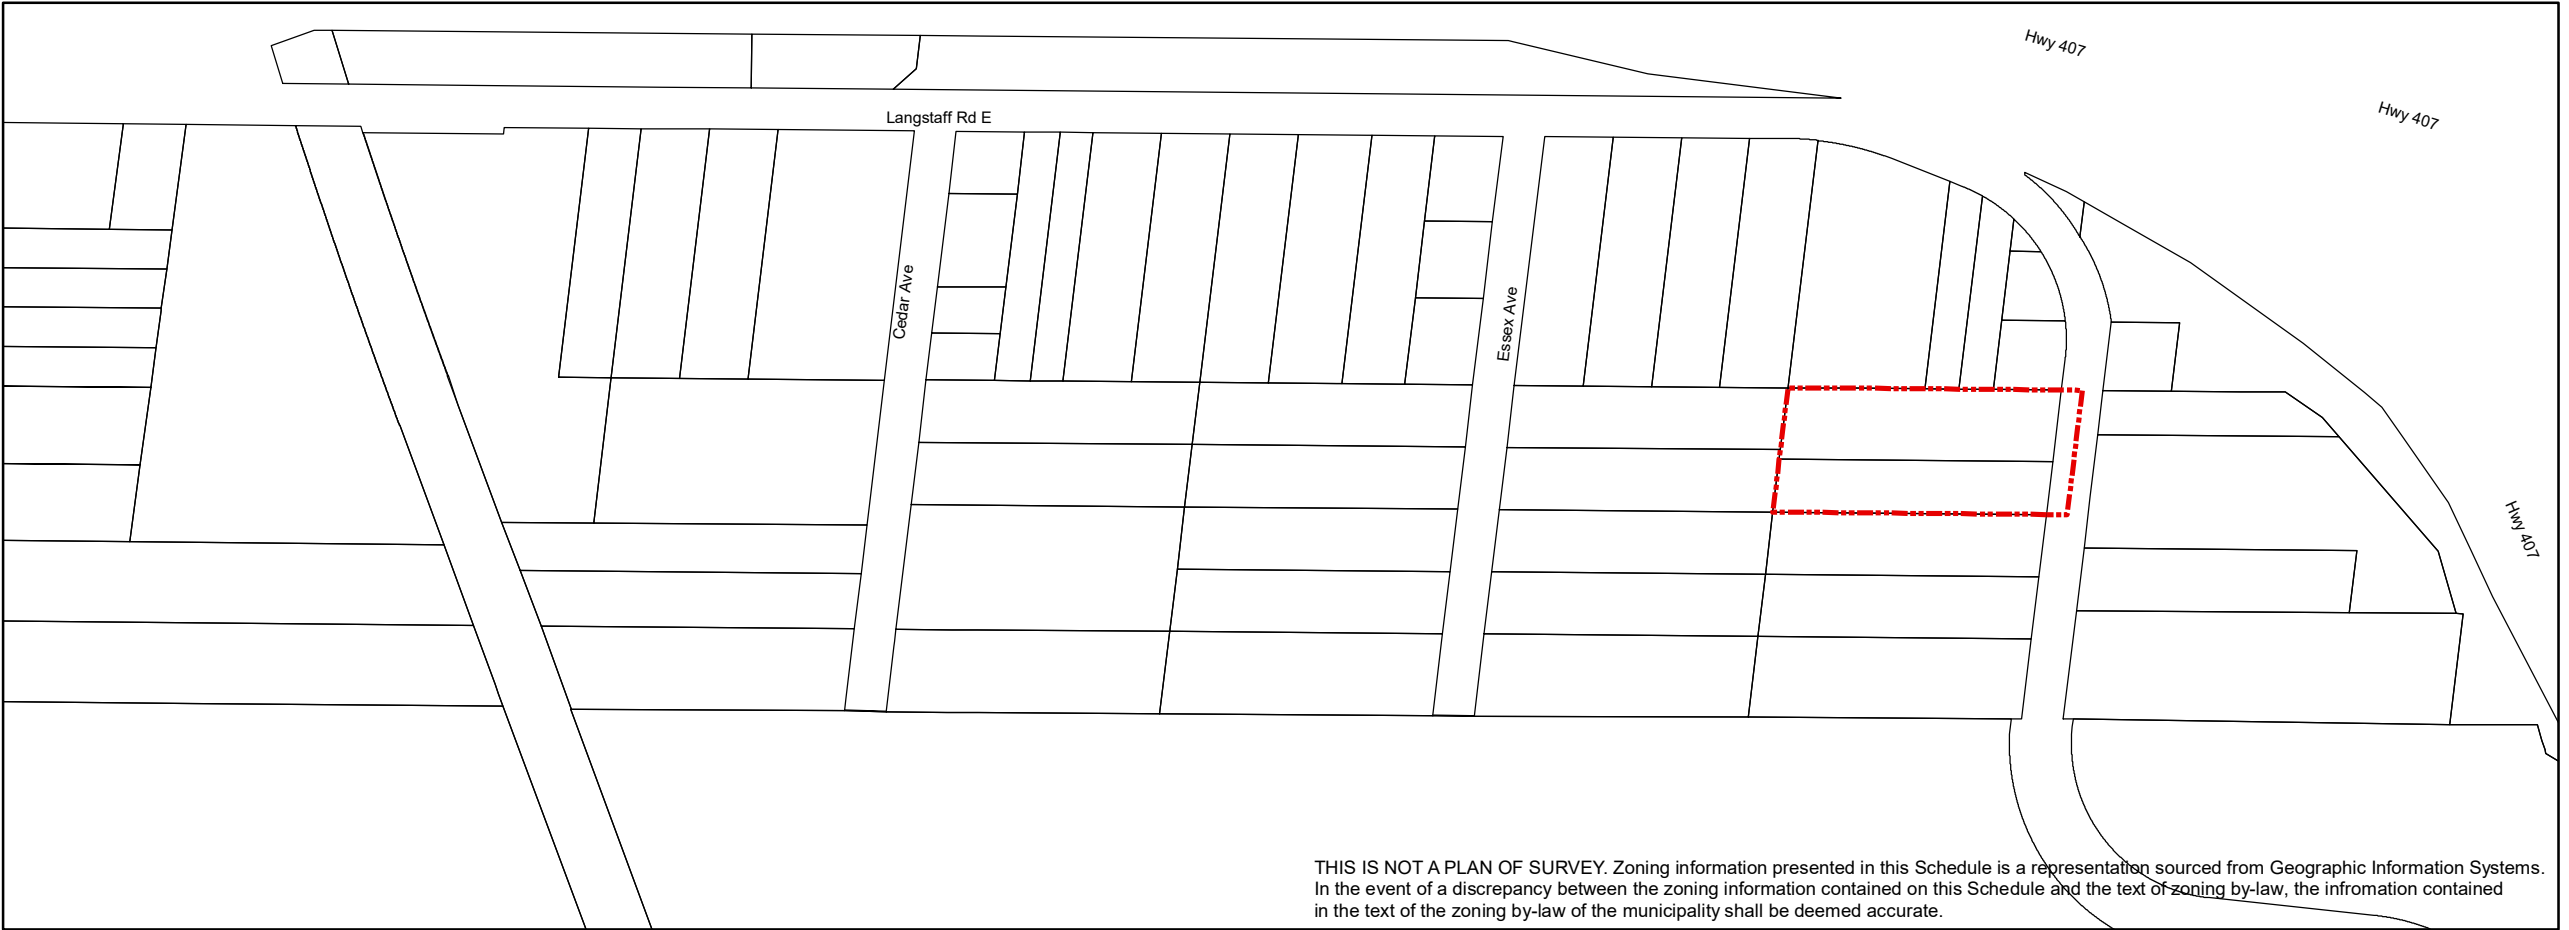 Hwy 407
Hwy 407
Langstaff Rd E
Cedar Ave
Essex Ave
Hwy 407
THIS IS NOT A PLAN OF SURVEY. Zoning information presented in this Schedule is a representation sourced from Geographic Information Systems.
In the event of a discrepancy between the zoning information contained on this Schedule and the text of zoning by-law, the infromation contained
in the text of the zoning by-law of the municipality shall be deemed accurate.